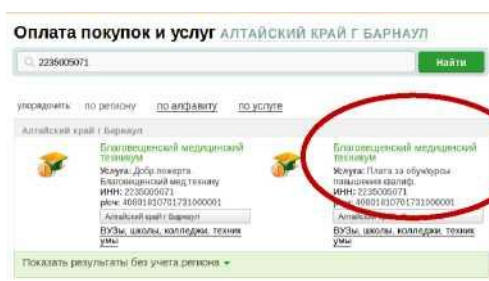 Оплата покупок и услуг АЛТАЙСКИЙ КРАЙ Г БАРНАУЛ
2235005071
Найти
упорядочить: по региону по алфавиту по услуге
Алтайский край г Барнаул
Благовещенский медицинский техникум
Услуга: Добр.пожертв
Благовещенский мед.техникум
ИНН: 2235005071
р/сч: 40601810701731000001
Алтайский край г Барнаул
ВУЗы, школы, колледжи, техникумы
Благовещенский медицинский техникум
Услуга: Плата за обуч/курсы
повышения квалиф.
ИНН: 2235005071
р/сч: 40601810701731000001
Алтайский
ВУЗы, школы, колледжи, техникумы
Показать результаты без учета региона